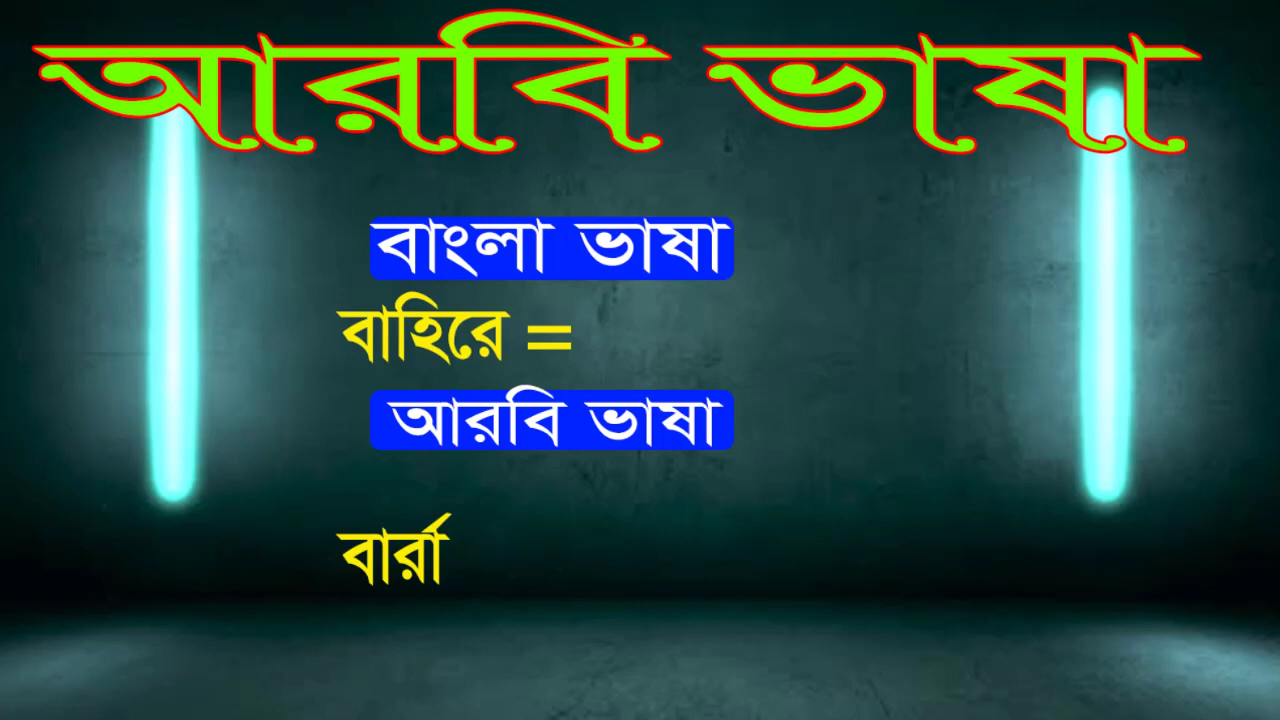 আরবি ভাষা
বাংলা ভাষা
বাহিরে =
আরবি ভাষা
বার্রা